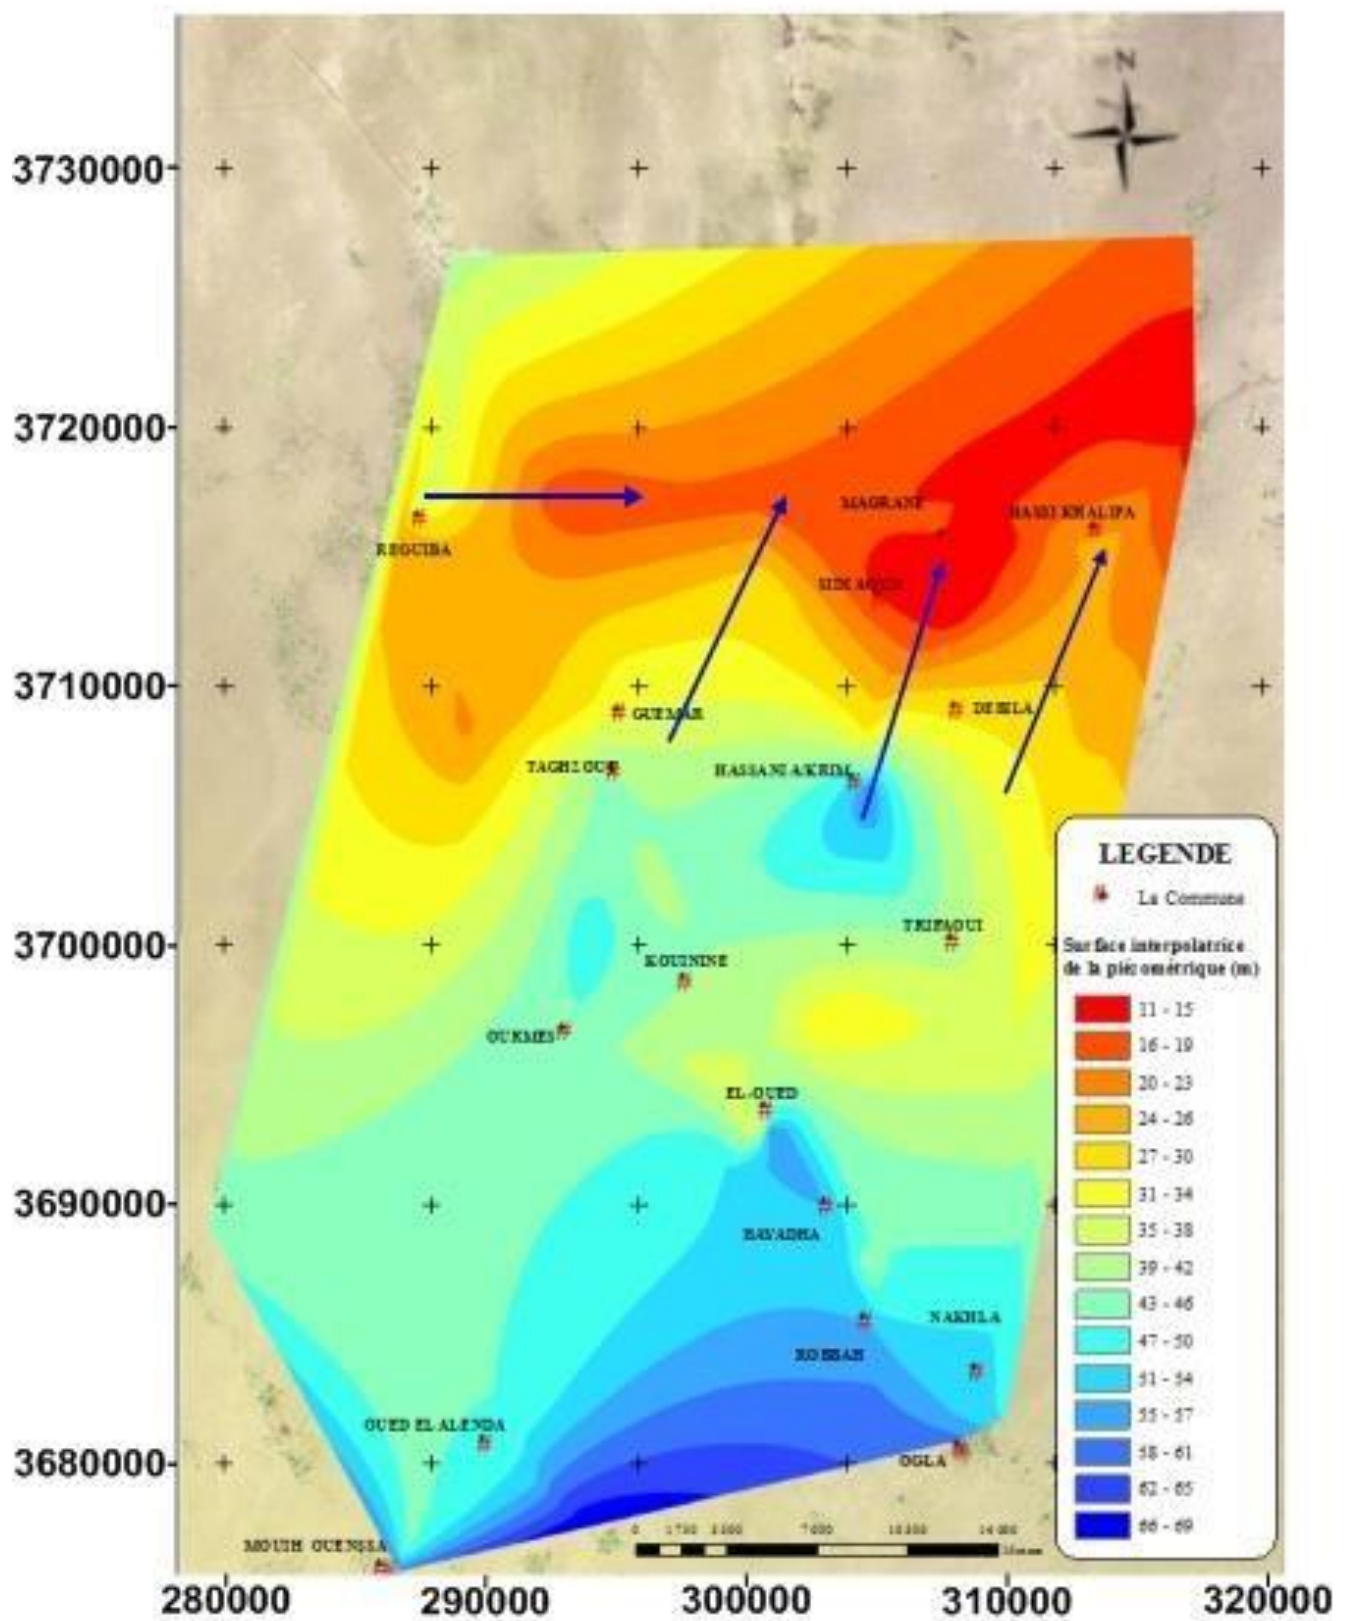 N
3730000
3720000
MAGRANE
HASSI KHALIFA
REGUIBA
3710000
GUEMAR
DEBILA
HASSANI A/KRIM
LEGENDE
La Commune
TRIFAOUI
3700000
Surface interpolatrice
KOUININE
de la piézométrique (m)
11 - 15
OURMES
16 - 19
20 - 23
EL-OUED
24 - 26
27 - 30
3690000
31 - 34
BAYADHA
35 - 38
39 - 42
43 - 46
NAKHLA
47 - 50
ROBBAH
51 - 54
OUED EL ALENDA
55 - 57
58 - 61
3680000
OGLA
62 - 65
66 - 69
MOUIH OUENSSA
280000
290000
300000
310000
320000